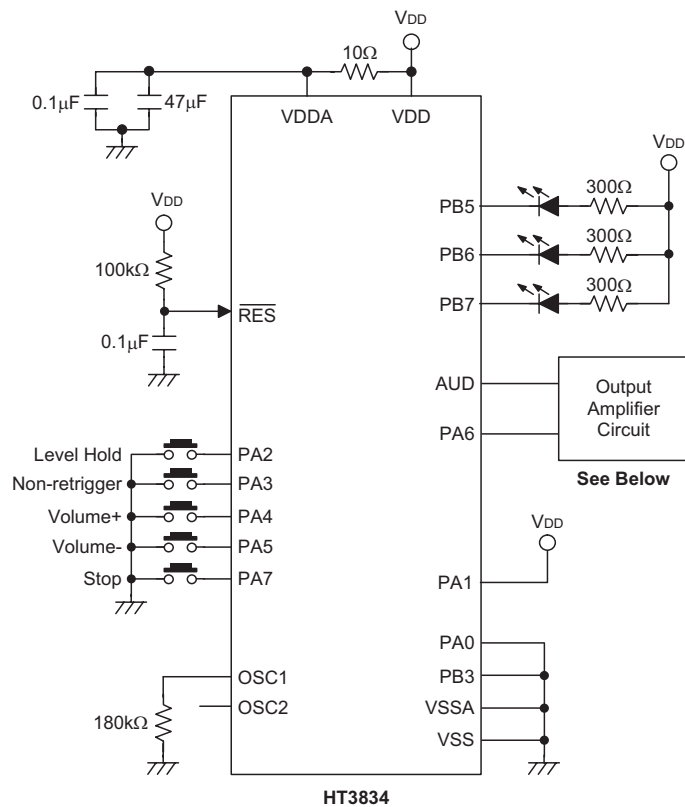 VDD
10Ω
0.1μF
47μF
VDDA
VDD
VDD
PB5
300Ω
PB6
300Ω
PB7
300Ω
VDD
100kΩ
RES
0.1μF
AUD
PA6
Output
Amplifier
Circuit
See Below
Level Hold
PA2
Non-retrigger
PA3
Volume+
PA4
Volume-
PA5
Stop
PA7
VDD
PA1
PA0
PB3
VSSA
VSS
OSC1
OSC2
180kΩ
HT3834